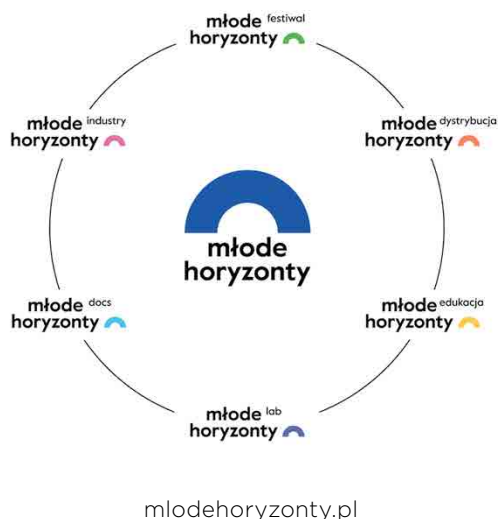 młode festiwal
horyzonty
młode industry
horyzonty
młode dystrybucja
horyzonty
młode
horyzonty
młode docs
horyzonty
młode edukacja
horyzonty
młode lab
horyzonty
mlodehoryzonty.pl